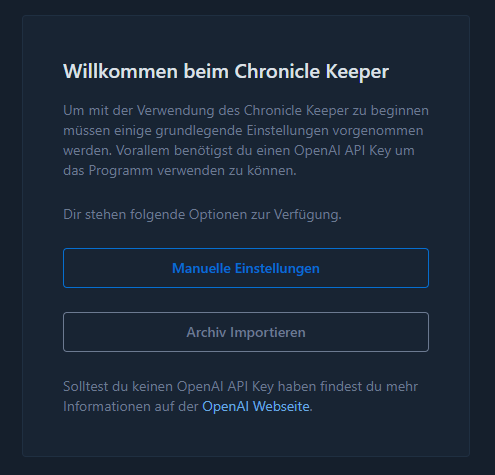 Willkommen beim Chronicle Keeper
Um mit der Verwendung des Chronicle Keeper zu beginnen
müssen einige grundlegende Einstellungen vorgenommen
werden. Vorallem benötigst du einen OpenAI API Key um
das Programm verwenden zu können.
Dir stehen folgende Optionen zur Verfügung.
Manuelle Einstellungen
Archiv Importieren
Solltest du keinen OpenAI API Key haben findest du mehr
Informationen auf der OpenAI Webseite.